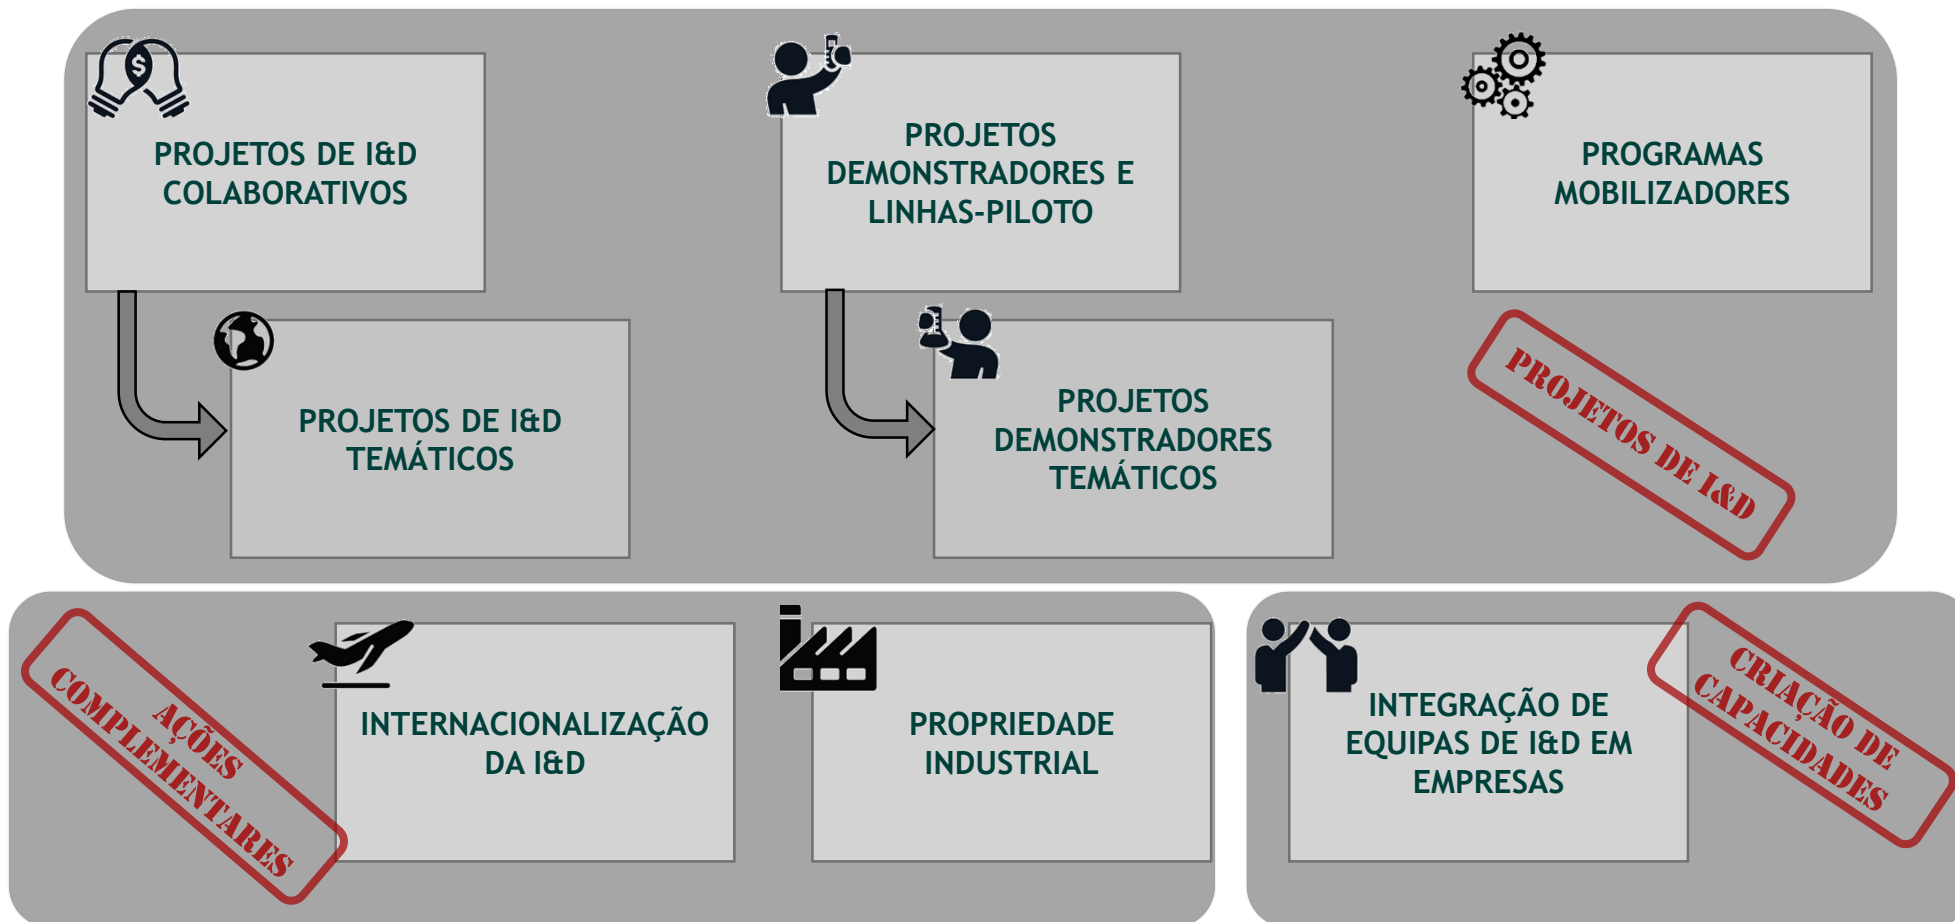 $
PROJETOS DE I&D
COLABORATIVOS
PROJETOS
DEMONSTRADORES E
LINHAS-PILOTO
PROGRAMAS
MOBILIZADORES
PROJETOS DE I&D
TEMÁTICOS
PROJETOS
DEMONSTRADORES
TEMÁTICOS
PROJETOS DE I&D
AÇÕES
COMPLEMENTARES
INTERNACIONALIZAÇÃO
DA I&D
PROPRIEDADE
INDUSTRIAL
INTEGRAÇÃO DE
EQUIPAS DE I&D EM
EMPRESAS
CRIAÇÃO DE
CAPACIDADES